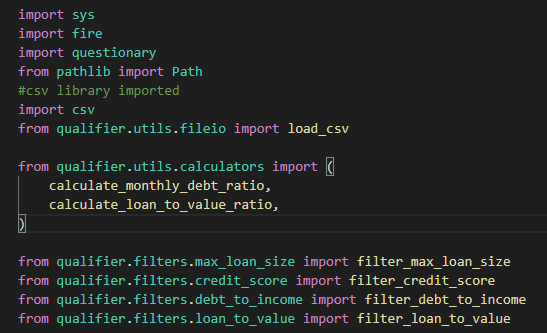 import sys
import fire
import questionary
from pathlib import Path
#csv library imported
import csv
from qualifier.utils.fileio import load_csv
from qualifier.utils.calculators import (
    calculate_monthly_debt_ratio,
    calculate_loan_to_value_ratio,
)
from qualifier.filters.max_loan_size import filter_max_loan_size
from qualifier.filters.credit_score import filter_credit_score
from qualifier.filters.debt_to_income import filter_debt_to_income
from qualifier.filters.loan_to_value import filter_loan_to_value